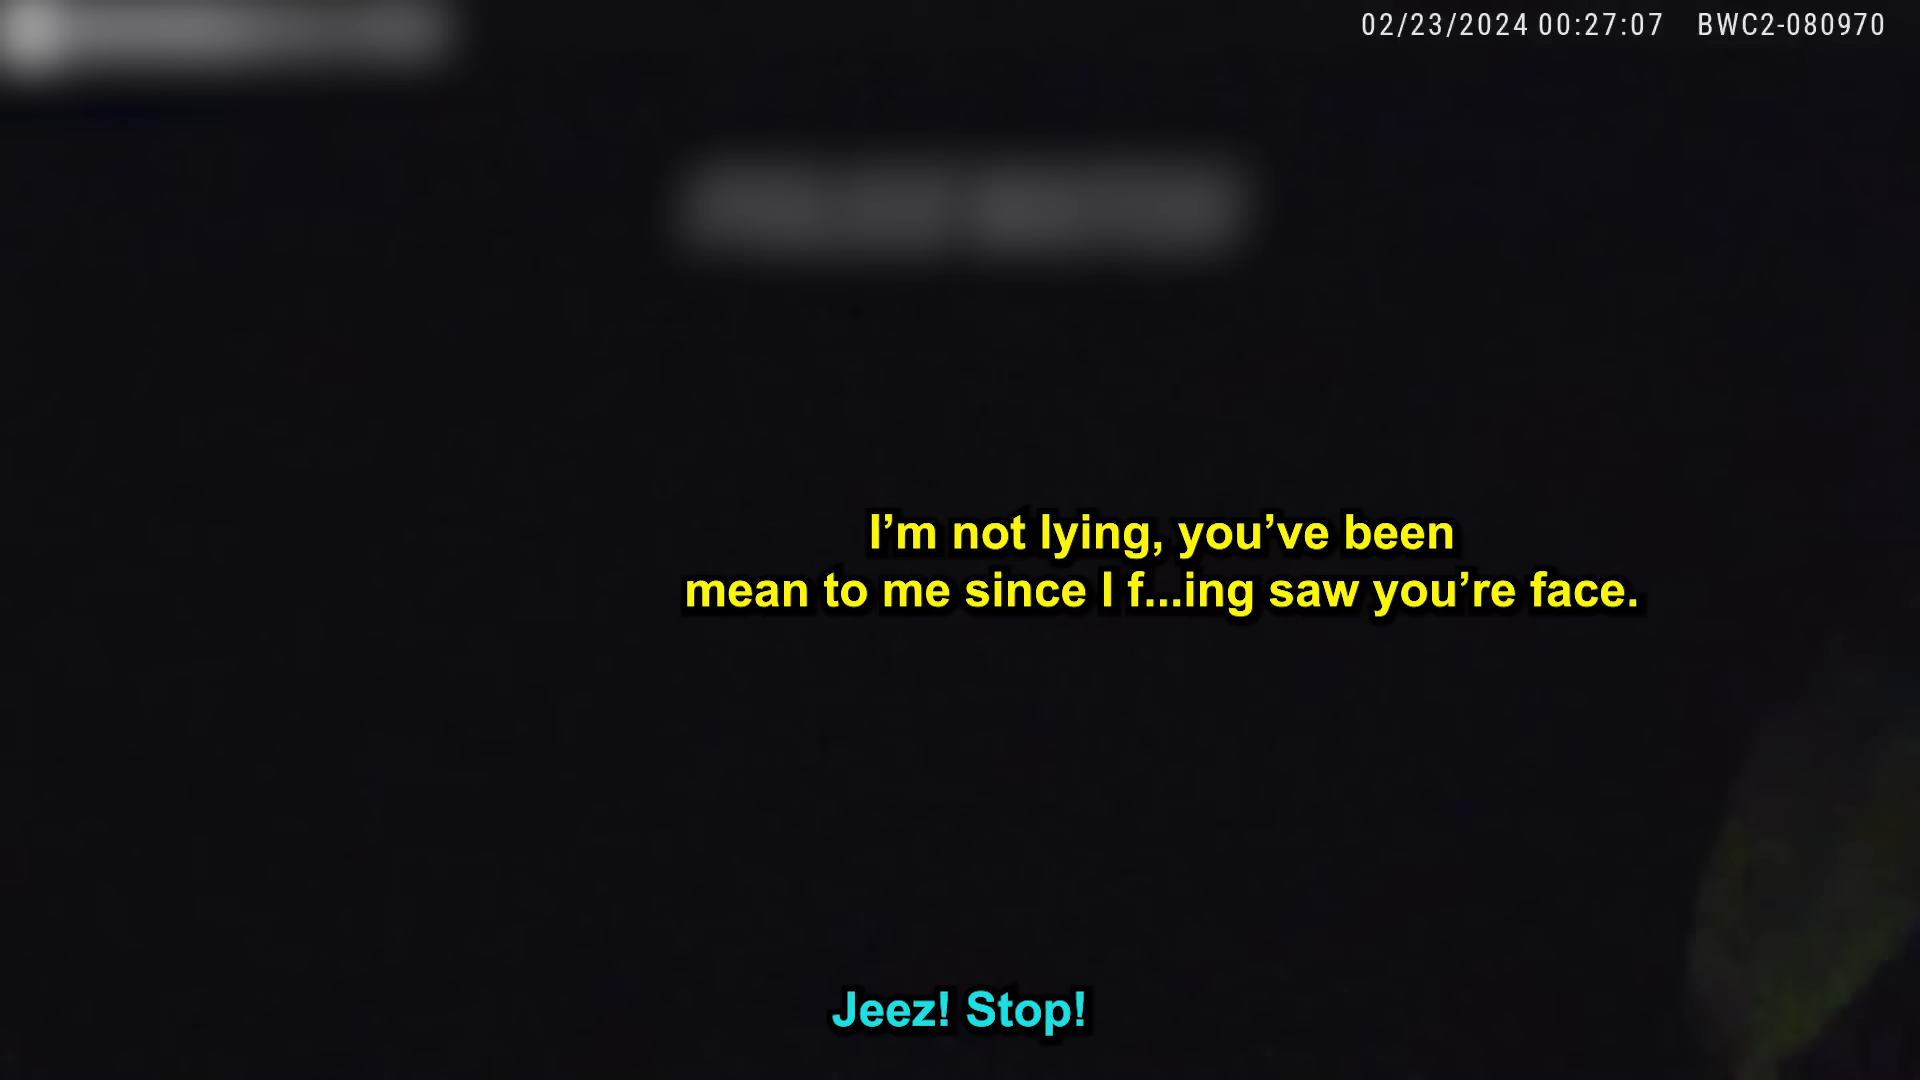 02/23/2024 00:27:07 BWC2-080970
I’m not lying, you’ve been
mean to me since I f...ing saw you’re face.
Jeez! Stop!